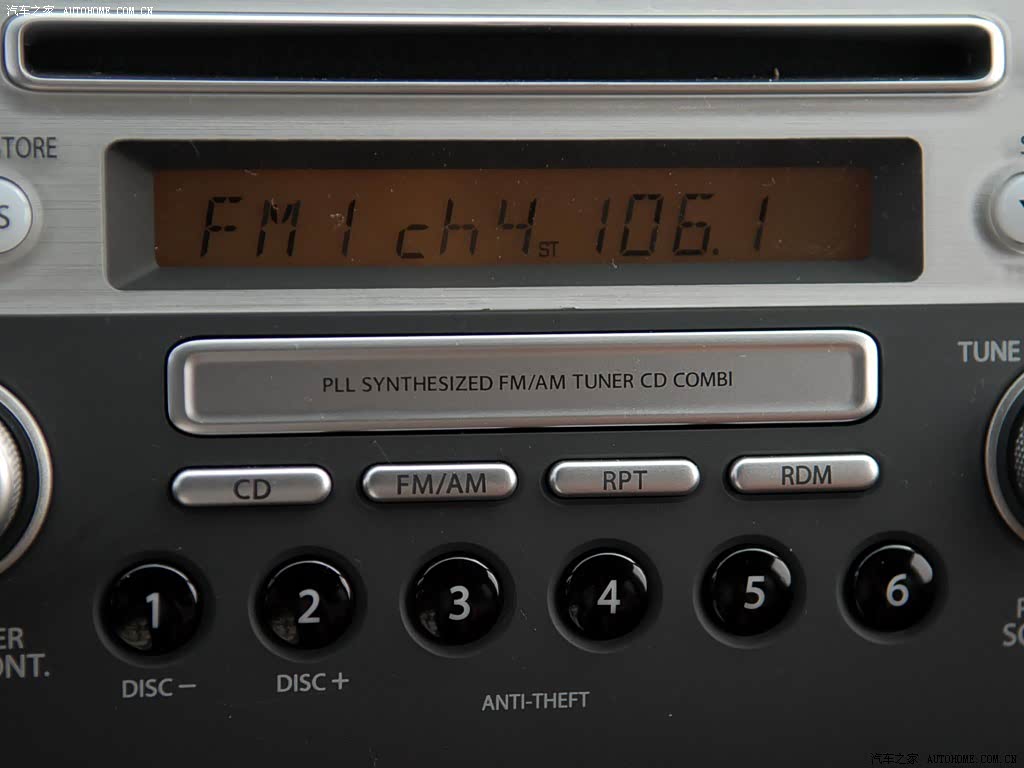 汽车之家 AUTOHOME.COM.CN
TORE
S
FM1 ch4 ST 106.1
PLL SYNTHESIZED FM/AM TUNER CD COMBI
TUNE
CD FM/AM RPT RDM
1 2 3 4 5 6
ER
ONT.
DISC− DISC+
ANTI-THEFT
汽车之家 AUTOHOME.COM.CN